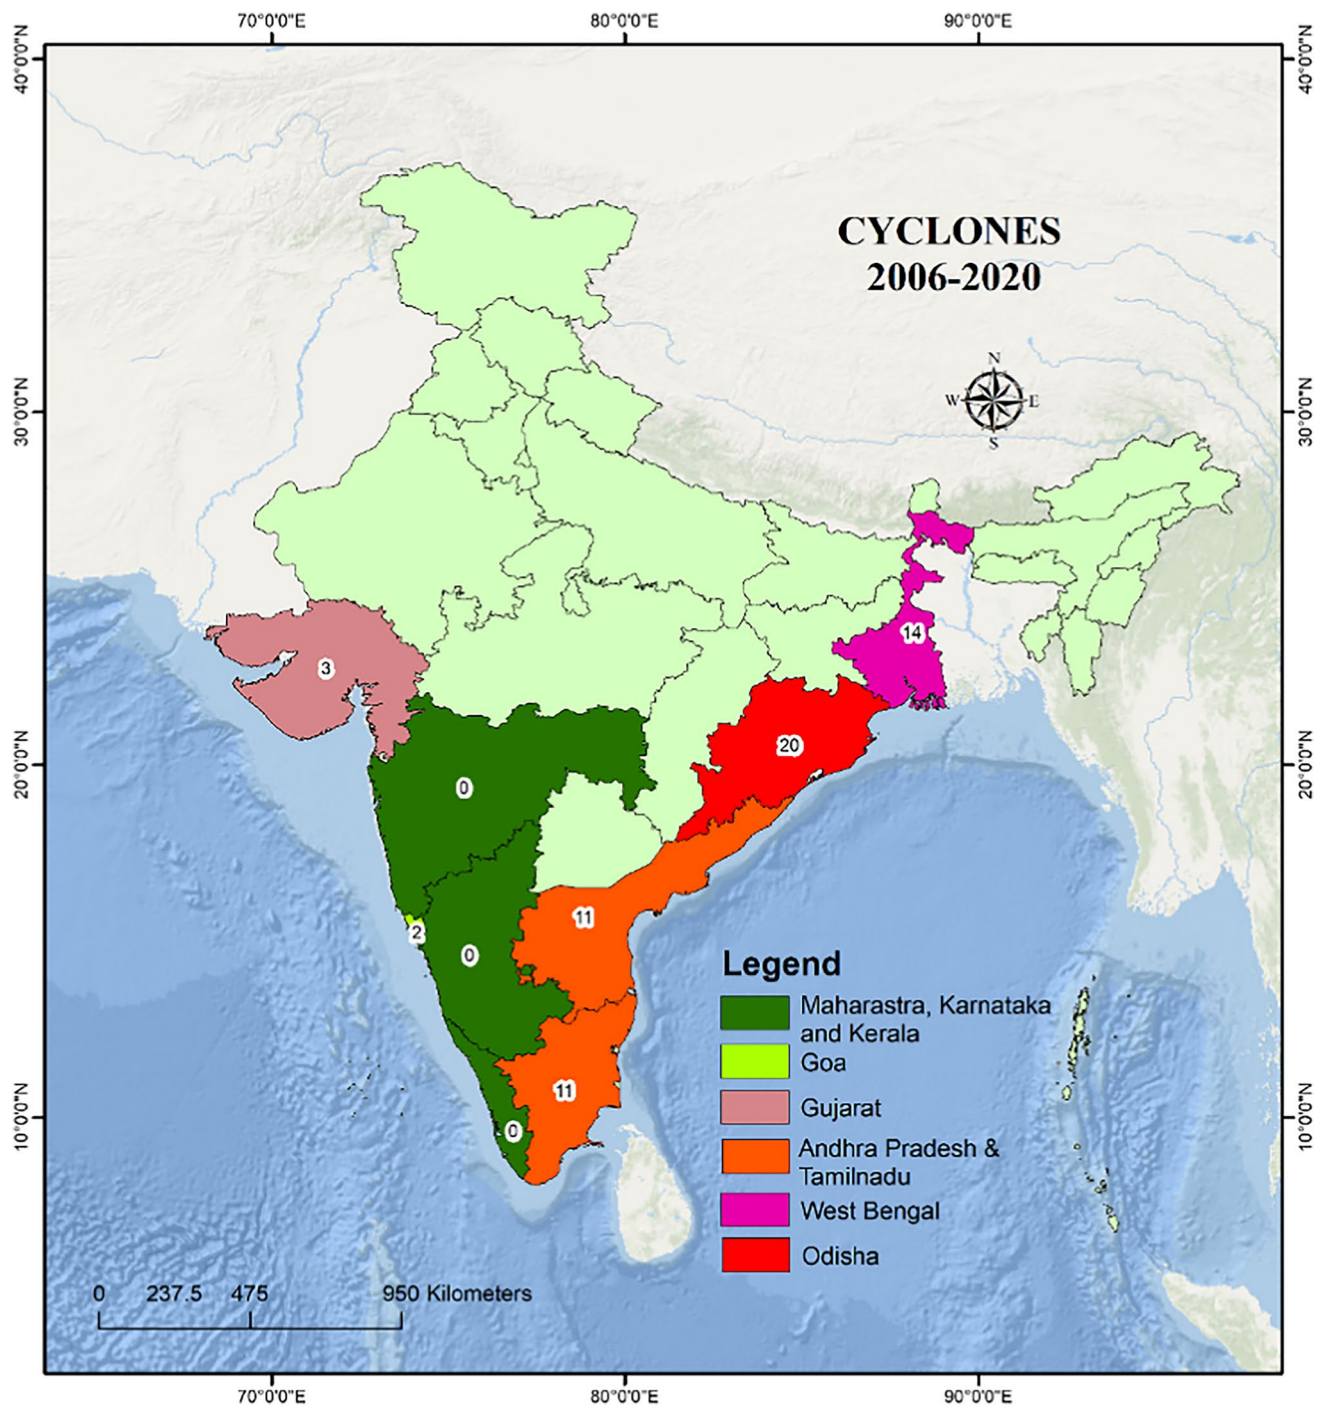 70°0'0"E
80°0'0"E
90°0'0"E
40°0'0"N
40°0'0"N
CYCLONES
2006-2020
N
W
E
S
30°0'0"N
30°0'0"N
14
3
20
20°0'0"N
20°0'0"N
0
11
2
0
Legend
Maharastra, Karnataka
and Kerala
Goa
11
Gujarat
10°0'0"N
10°0'0"N
0
Andhra Pradesh &
Tamilnadu
West Bengal
Odisha
0
237.5
475
950 Kilometers
70°0'0"E
80°0'0"E
90°0'0"E